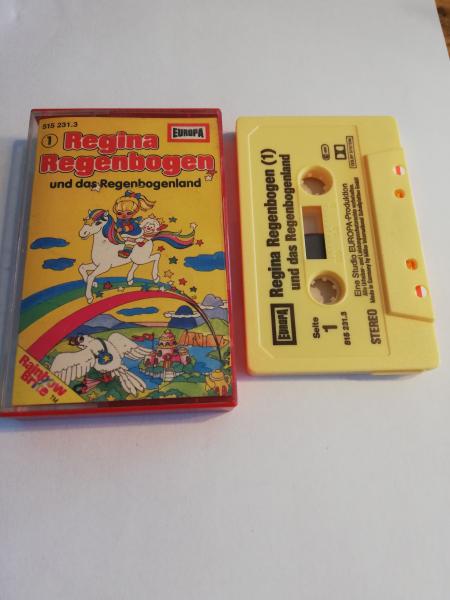 515 231.3
1 Regina
Regenbogen
EUROPA
und das Regenbogenland
Rainbow
Brite TM
Regina Regenbogen (1)
und das Regenbogenland
EUROPA
Seite
1
Eine Studio EUROPA-Produktion
515 231.3
STEREO